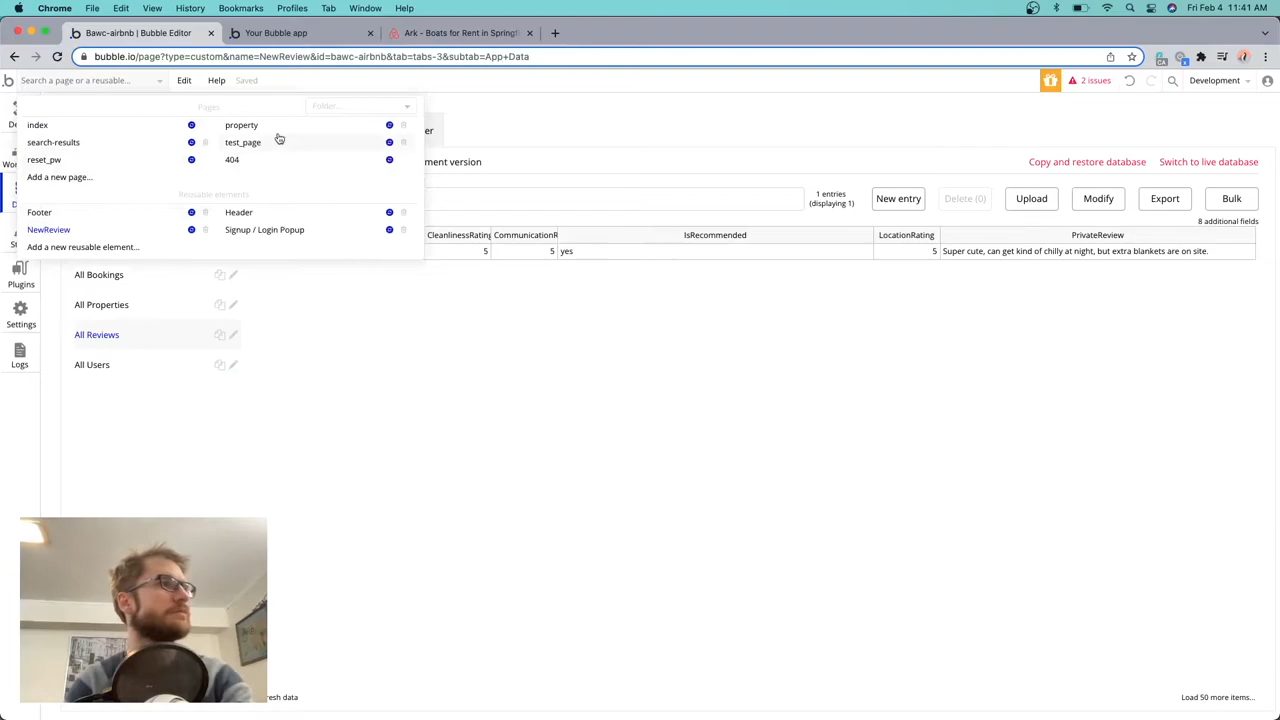 Chrome File Edit View History Bookmarks Profiles Tab Window Help Fri Feb 4 11:41 AM
Bawc-airbnb | Bubble Editor
Your Bubble app
Ark - Boats for Rent in Springf
bubble.io/page?type=custom&name=NewReview&id=bawc-airbnb&tab=tabs-3&subtab=App+Data
Search a page or a reusable...
Edit Help Saved
2 issues
Development
Pages
Folder...
index
property
search-results
test_page
reset_pw
404
Add a new page...
Reusable elements
Footer
Header
NewReview
Signup / Login Popup
Add a new reusable element...
ment version
Copy and restore database
Switch to live database
1 entries
(displaying 1)
New entry
Delete (0)
Upload
Modify
Export
Bulk
8 additional fields
CleanlinessRating CommunicationR IsRecommended LocationRating PrivateReview
5 5 yes 5 Super cute, can get kind of chilly at night, but extra blankets are on site.
All Bookings
All Properties
All Reviews
All Users
Plugins
Settings
Logs
resh data
Load 50 more items...